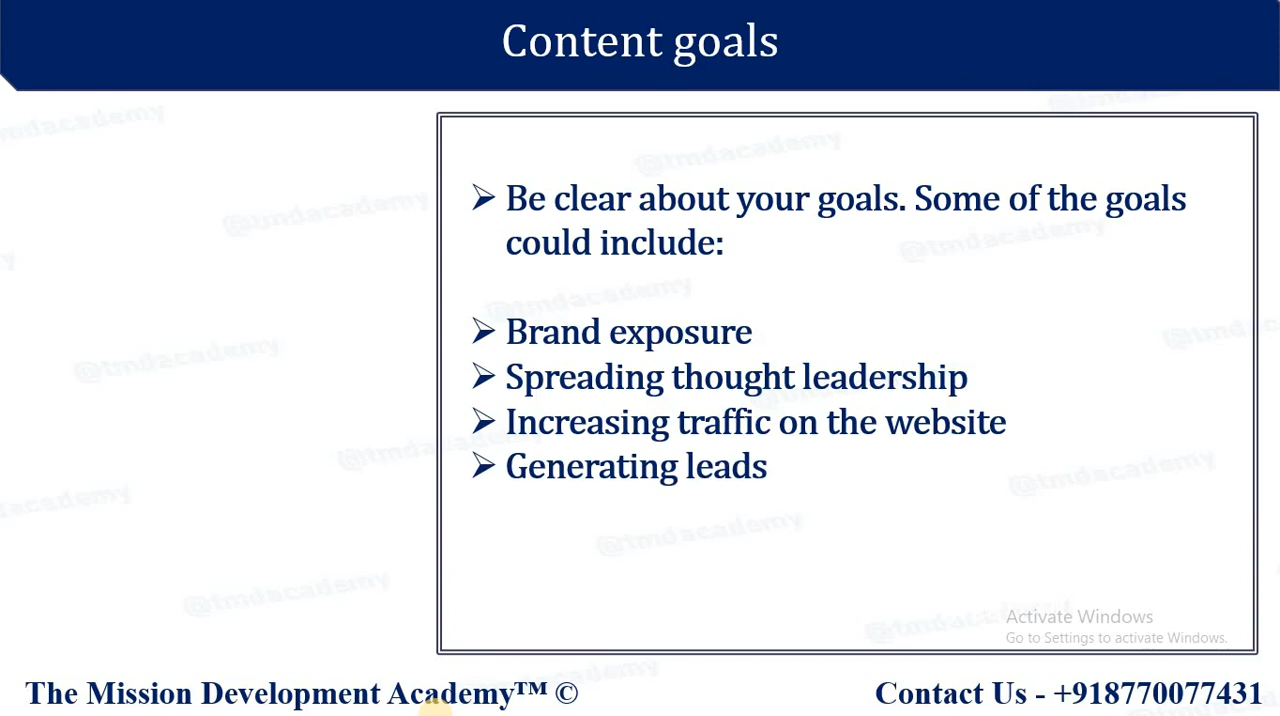 Content goals
@tmdacademy
➢ Be clear about your goals. Some of the goals
could include:
➢ Brand exposure
➢ Spreading thought leadership
➢ Increasing traffic on the website
➢ Generating leads
Activate Windows
Go to Settings to activate Windows.
The Mission Development Academy™ ©
Contact Us - +918770077431